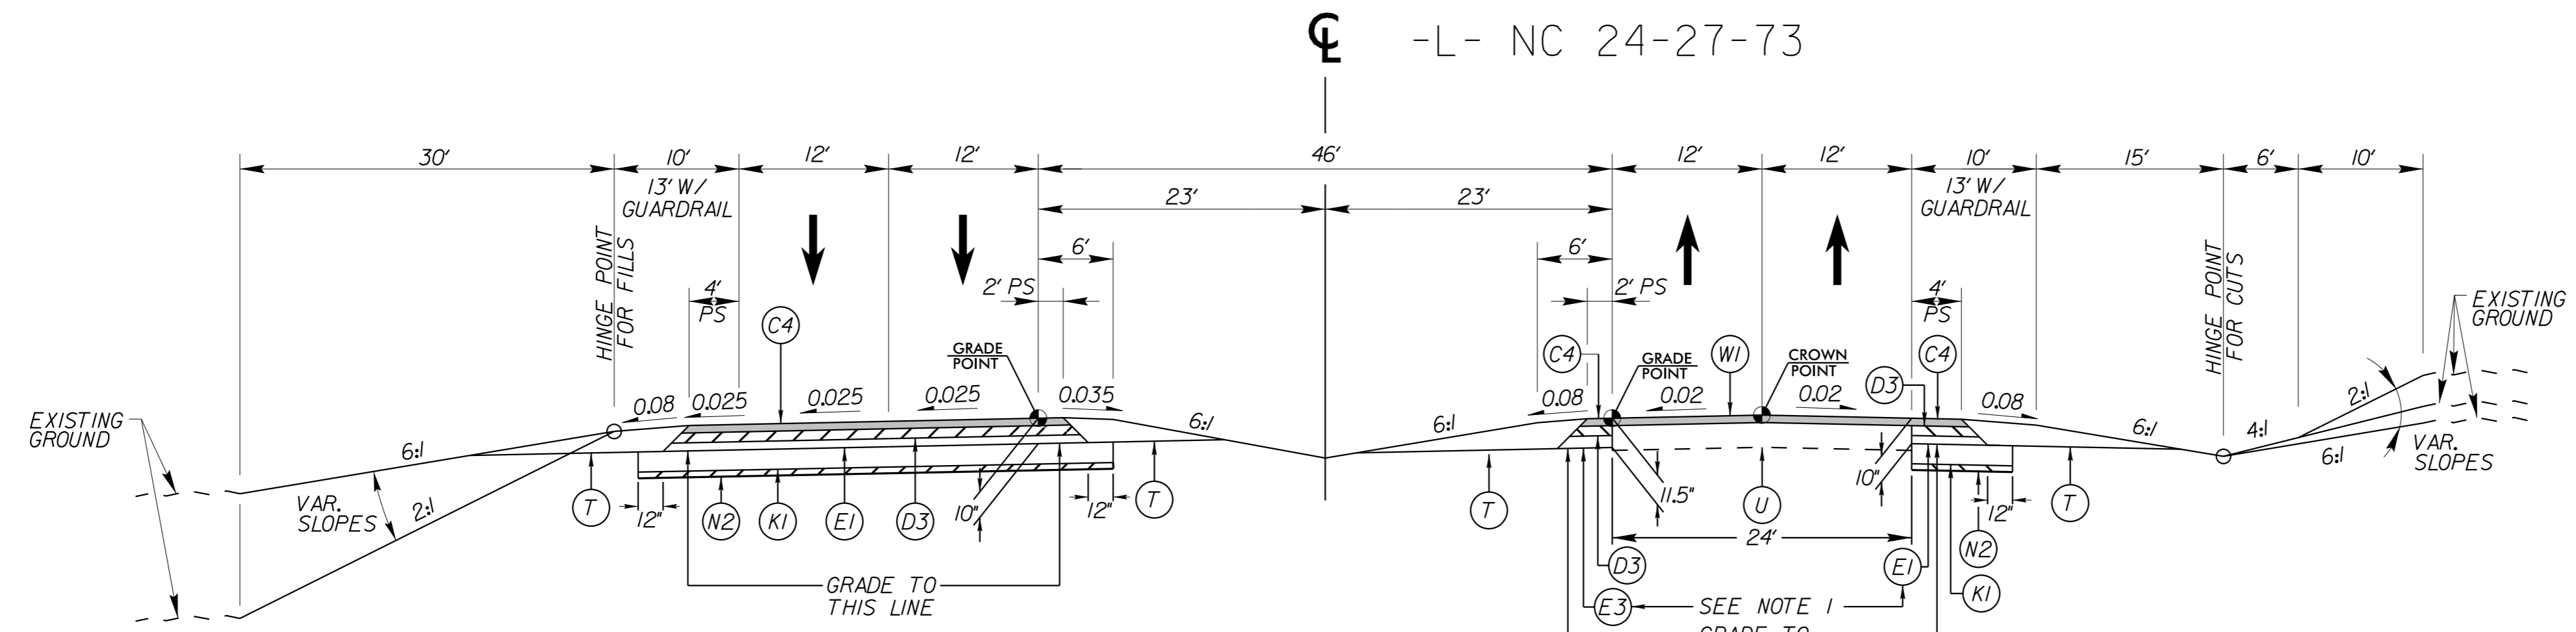 ℄ -L- NC 24-27-73
30' 10' 12' 12' 46' 12' 12' 10' 15' 6' 10'
13' W/ GUARDRAIL
23' 23'
13' W/ GUARDRAIL
HINGE POINT FOR FILLS
6' 6'
HINGE POINT FOR CUTS
4' PS
2' PS
2' PS
4' PS
EXISTING GROUND
C4
GRADE POINT
C4
GRADE POINT
W1
CROWN POINT
D3
C4
0.08 0.025 0.025 0.025 0.035
0.08 0.02 0.02 0.08
2:1
EXISTING GROUND
6:1
6:1
6:1
6:1
4:1
6:1
VAR. SLOPES
VAR. SLOPES
2:1
T
12"
N2
K1
E1
D3
10"
12"
T
T
11.5"
U
10"
12"
T
24'
N2
D3
E1
K1
GRADE TO THIS LINE
E3
SEE NOTE 1
GRADE TO